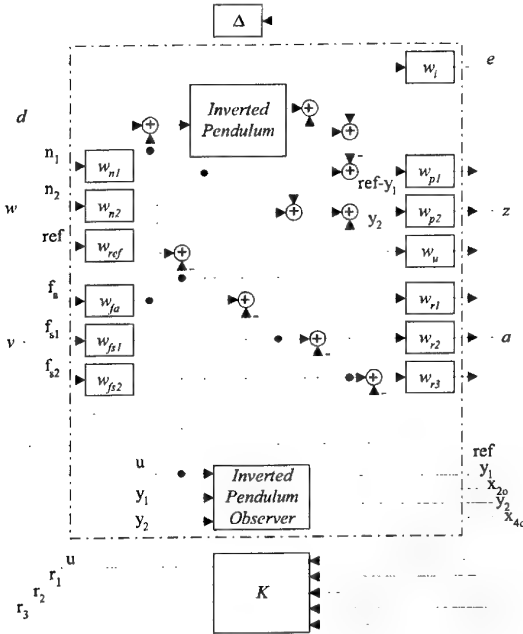 Δ
w_i e
d
Inverted
Pendulum
n_1 w_n1
ref-y_1 w_p1
n_2 w_n2
w y_2 w_p2 z
ref w_ref w_u
f_a w_fa w_r1
v f_s1 w_fs1 w_r2 a
f_s2 w_fs2 w_r3
ref
u Inverted y_1
x_2o
y_1 Pendulum y_2
y_2 Observer x_4o
u
r_1 K
r_2
r_3